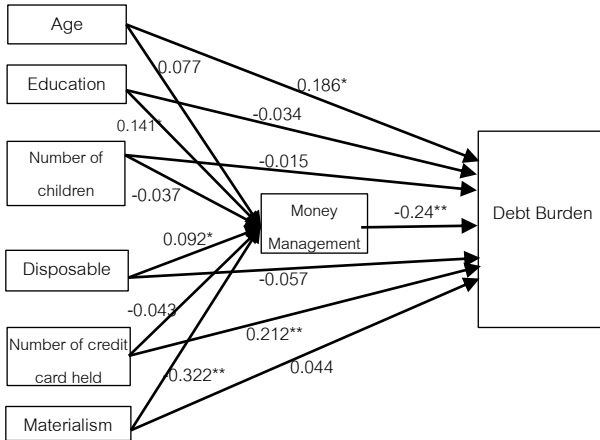 Age
0.077
0.186*
Education
-0.034
0.141*
Number of
children
-0.015
-0.037
Money
Management
-0.24**
Debt Burden
0.092*
Disposable
-0.057
-0.043
Number of credit
card held
0.212**
-0.322**
0.044
Materialism